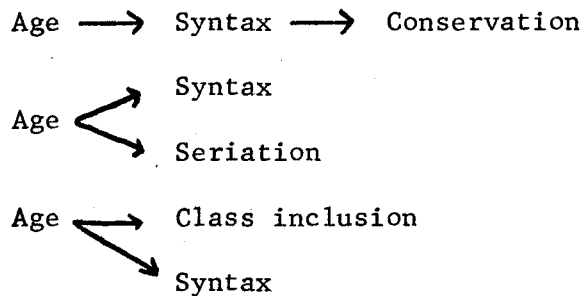 Age Syntax Conservation
Syntax
Age
Seriation
Age Class inclusion
Syntax